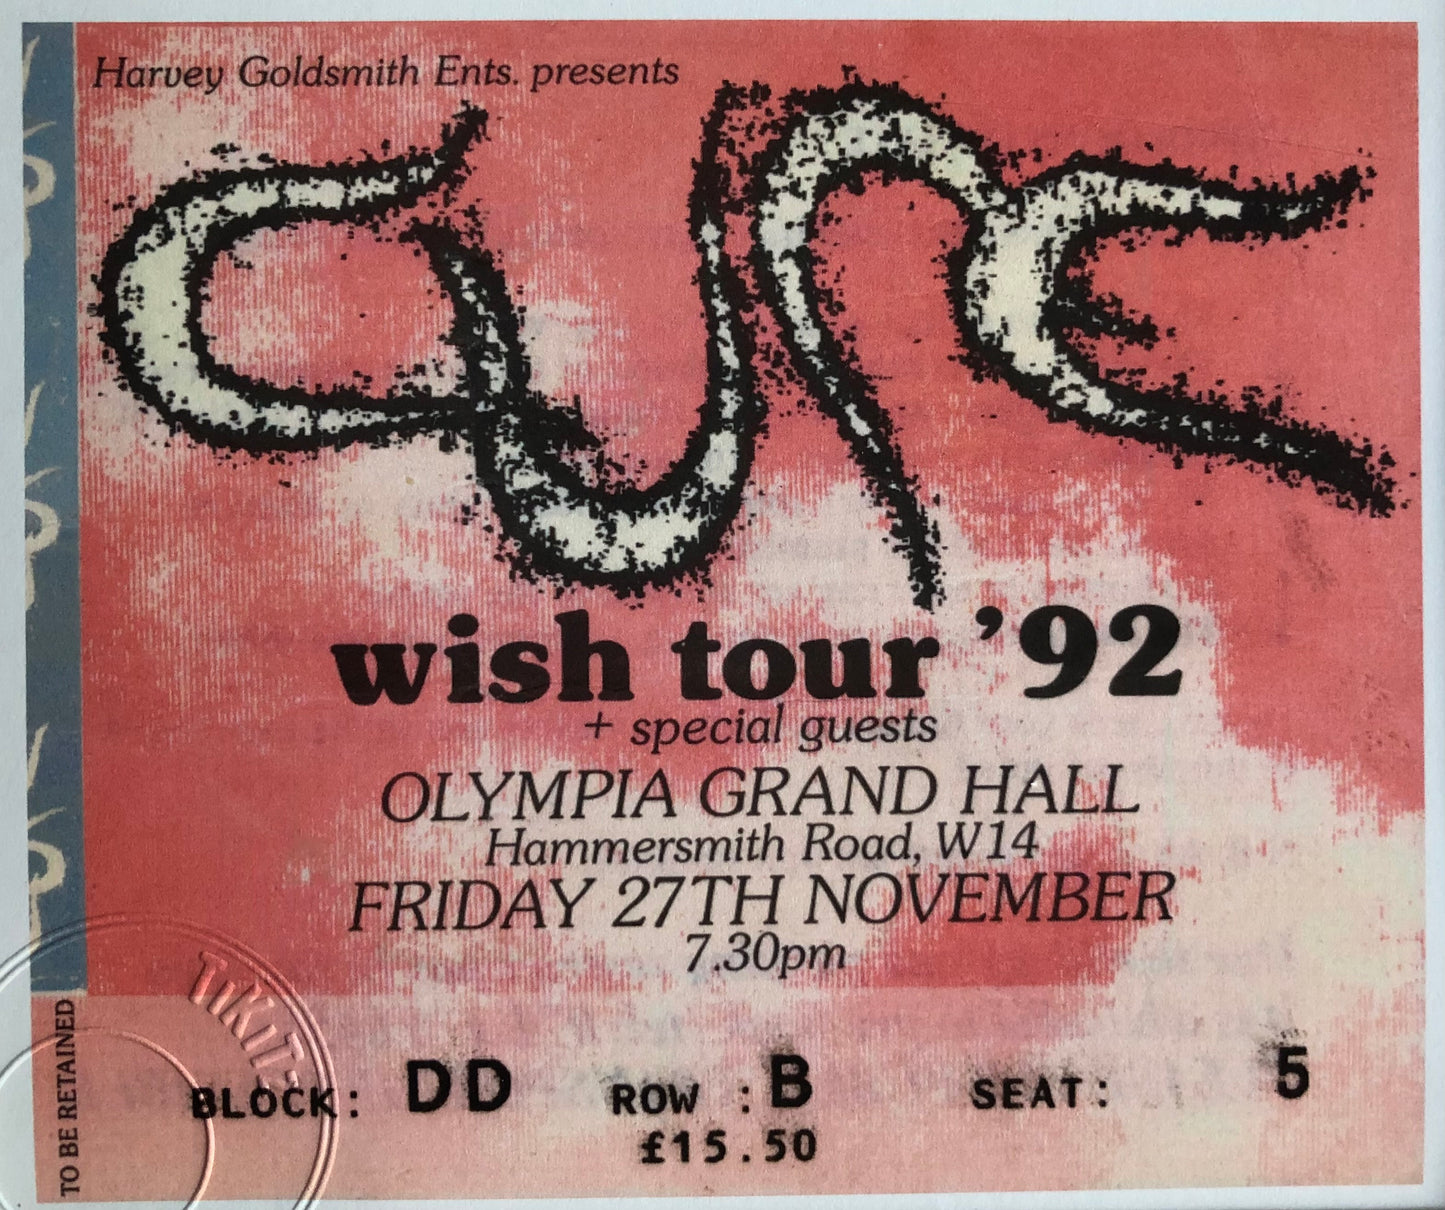 Harvey Goldsmith Ents. presents
CURE
wish tour ’92
+ special guests
OLYMPIA GRAND HALL
Hammersmith Road, W14
FRIDAY 27TH NOVEMBER
7.30pm
TO BE RETAINED
BLOCK: DD ROW : B SEAT: 5
£15.50